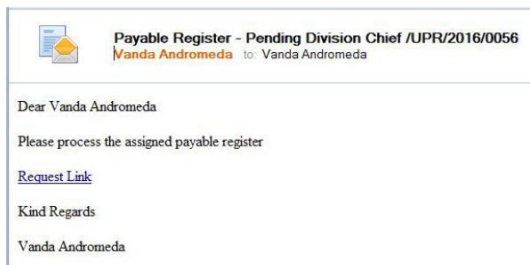 Payable Register - Pending Division Chief /UPR/2016/0056
Vanda Andromeda to: Vanda Andromeda
Dear Vanda Andromeda
Please process the assigned payable register
Request Link
Kind Regards
Vanda Andromeda